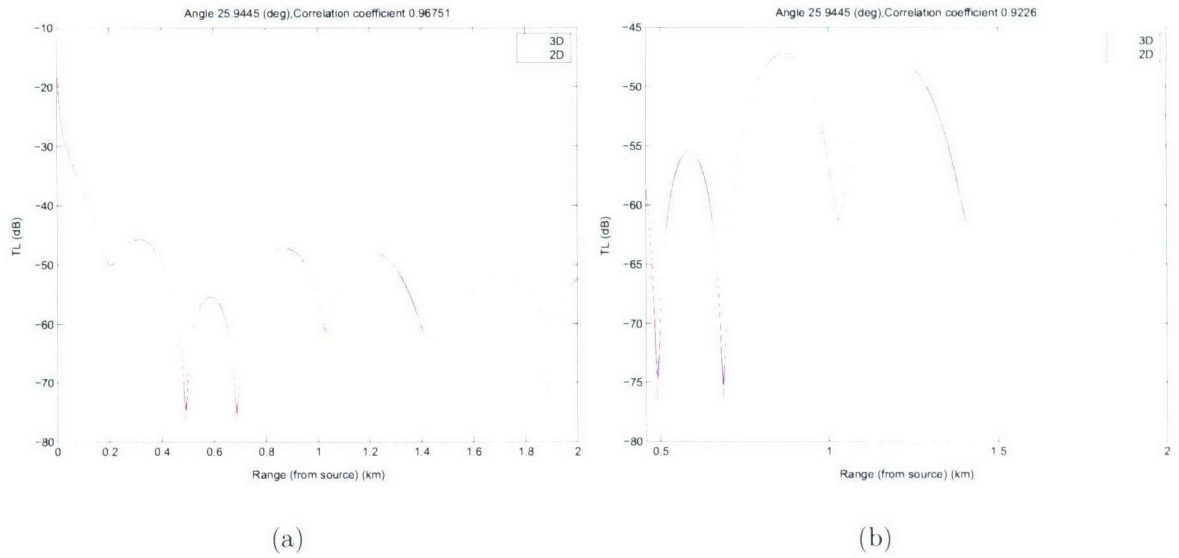 Angle 25.9445 (deg),Correlation coefficient 0.96751
−10
−20
−30
−40
−50
−60
−70
−80
TL (dB)
0 0.2 0.4 0.6 0.8 1 1.2 1.4 1.6 1.8 2
Range (from source) (km)
3D
2D
(a)
Angle 25.9445 (deg),Correlation coefficient 0.9226
−45
−50
−55
−60
−65
−70
−75
−80
TL (dB)
0.5 1 1.5 2
Range (from source) (km)
3D
2D
(b)